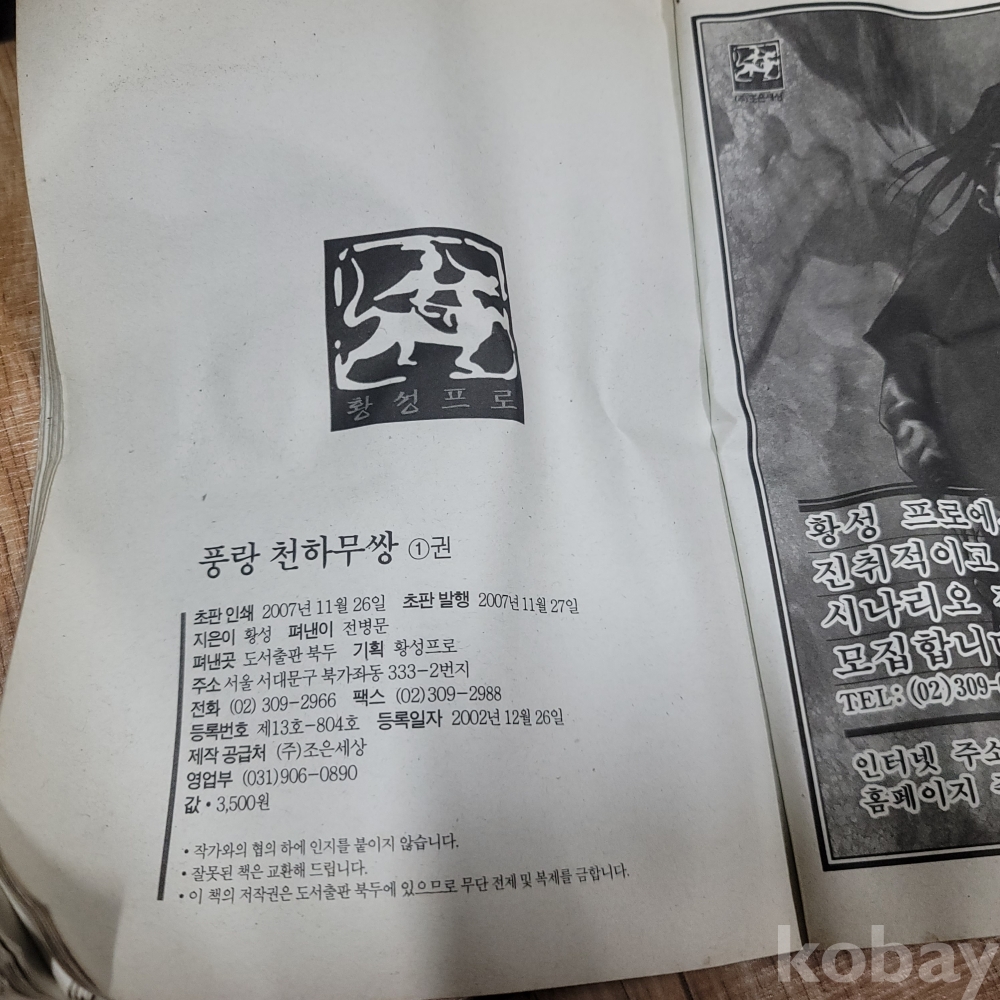 황성프로
풍랑 천하무쌍 ①권
초판 인쇄 2007년 11월 26일 초판 발행 2007년 11월 27일
지은이 황성 펴낸이 전병문
펴낸곳 도서출판 북두 기획 황성프로
주소 서울 서대문구 북가좌동 333-2번지
전화 (02) 309-2966 팩스 (02) 309-2988
등록번호 제13호-804호 등록일자 2002년 12월 26일
제작 공급처 (주)조은세상
영업부 (031)906-0890
값 • 3,500원
• 작가와의 협의 하에 인지를 붙이지 않습니다.
• 잘못된 책은 교환해 드립니다.
• 이 책의 저작권은 도서출판 북두에 있으므로 무단 전제 및 복제를 금합니다.
(주)조은세상
황성 프로에
진취적이고
시나리오
모집합니
TEL: (02)309-
인터넷 주소
홈페이지
kobay